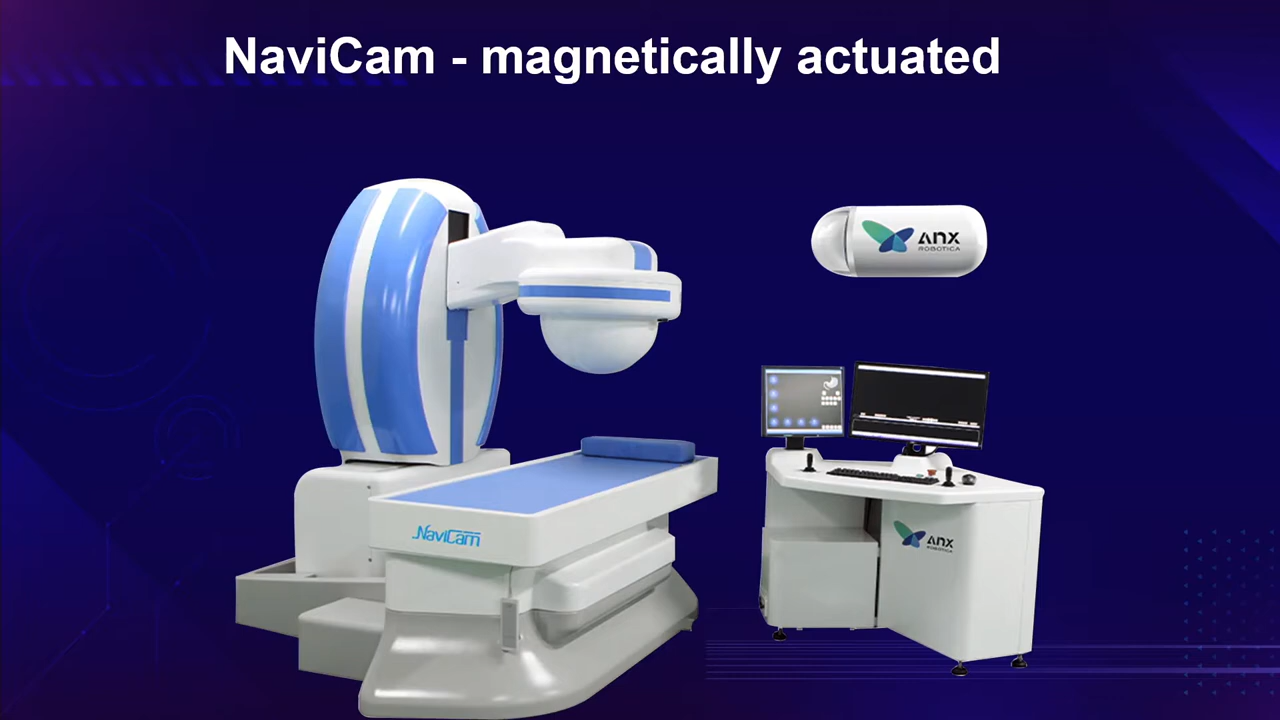 NaviCam - magnetically actuated
ANX
ROBOTICA
NaviCam
ANX
ROBOTICA